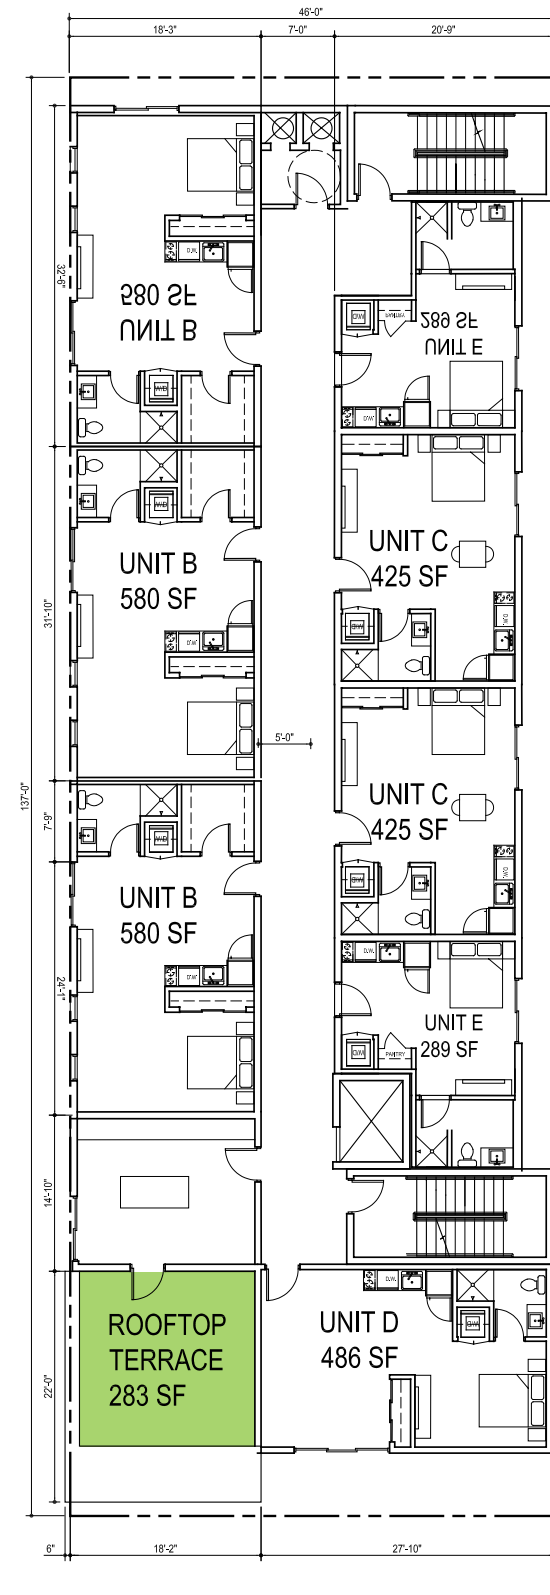 46'-0"
18'-3"
7'-0"
20'-9"
32'-6"
580 SF
UNIT B
W/D
D.W.
D.W.
PANTRY
289 SF
UNIT E
D.W.
UNIT B
580 SF
W/D
D.W.
31'-10"
UNIT C
425 SF
D.W.
W/D
5'-0"
137'-0"
7'-9"
UNIT C
425 SF
D.W.
W/D
W/D
UNIT B
580 SF
D.W.
24'-1"
D.W.
UNIT E
289 SF
PANTRY
14'-10"
22'-0"
ROOFTOP
TERRACE
283 SF
UNIT D
486 SF
D.W.
W/D
6"
18'-2"
27'-10"